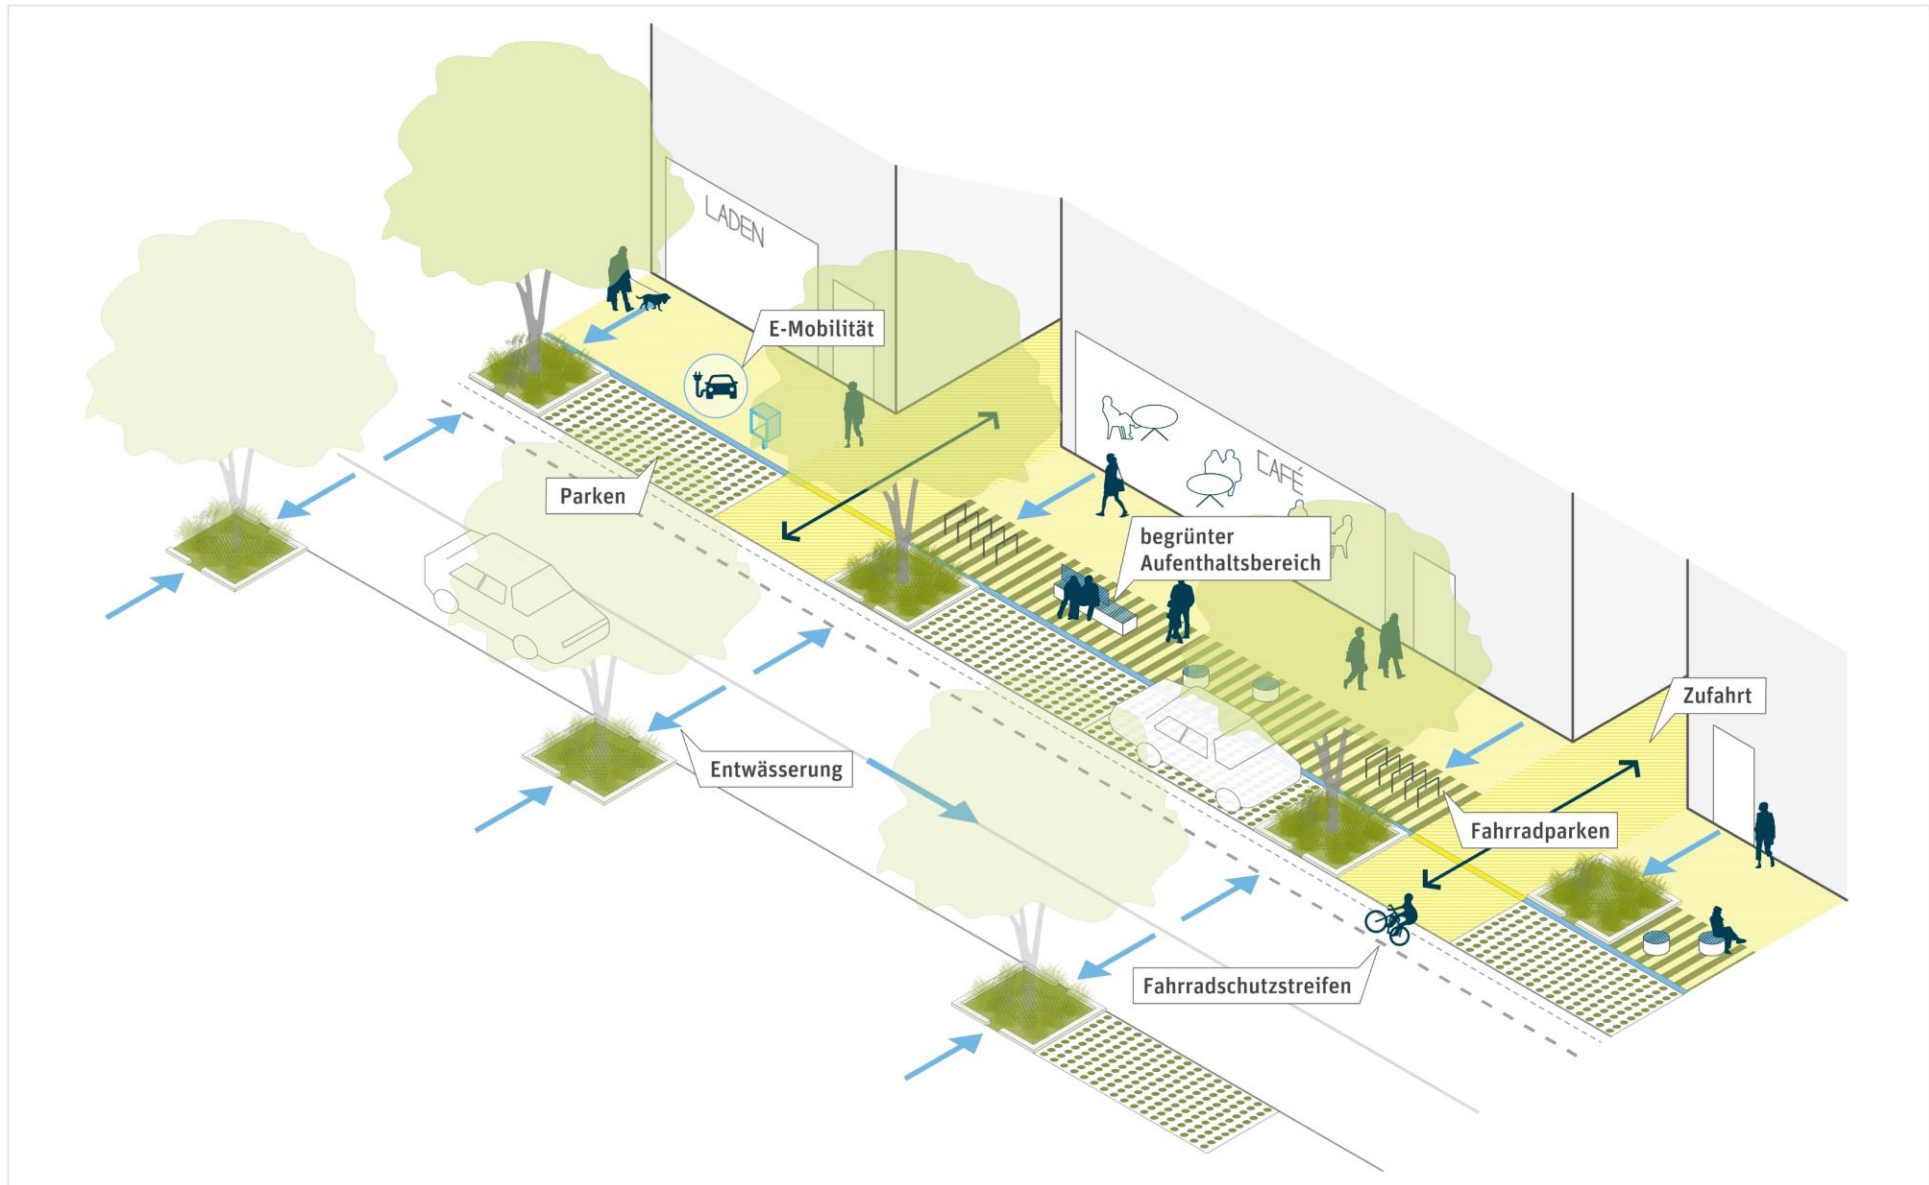 LADEN
E-Mobilität
Parken
CAFÉ
begrünter
Aufenthaltsbereich
Zufahrt
Entwässerung
Fahrradparken
Fahrradschutzstreifen